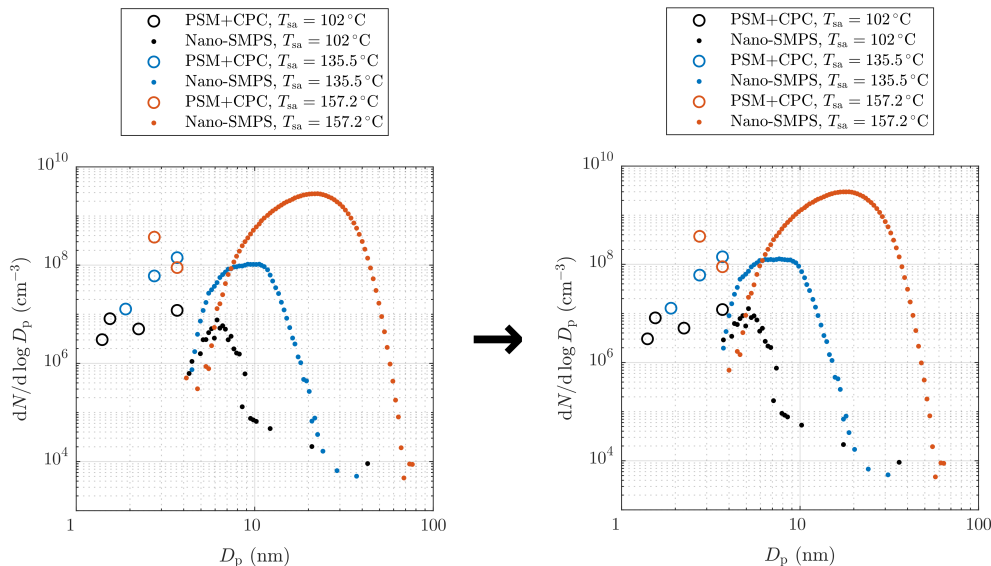 PSM+CPC, T_sa = 102 °C
Nano-SMPS, T_sa = 102 °C
PSM+CPC, T_sa = 135.5 °C
Nano-SMPS, T_sa = 135.5 °C
PSM+CPC, T_sa = 157.2 °C
Nano-SMPS, T_sa = 157.2 °C
10^10
10^8
10^6
10^4
dN/d log D_p (cm^−3)
1
10
100
D_p (nm)
PSM+CPC, T_sa = 102 °C
Nano-SMPS, T_sa = 102 °C
PSM+CPC, T_sa = 135.5 °C
Nano-SMPS, T_sa = 135.5 °C
PSM+CPC, T_sa = 157.2 °C
Nano-SMPS, T_sa = 157.2 °C
10^10
10^8
10^6
10^4
dN/d log D_p (cm^−3)
1
10
100
D_p (nm)